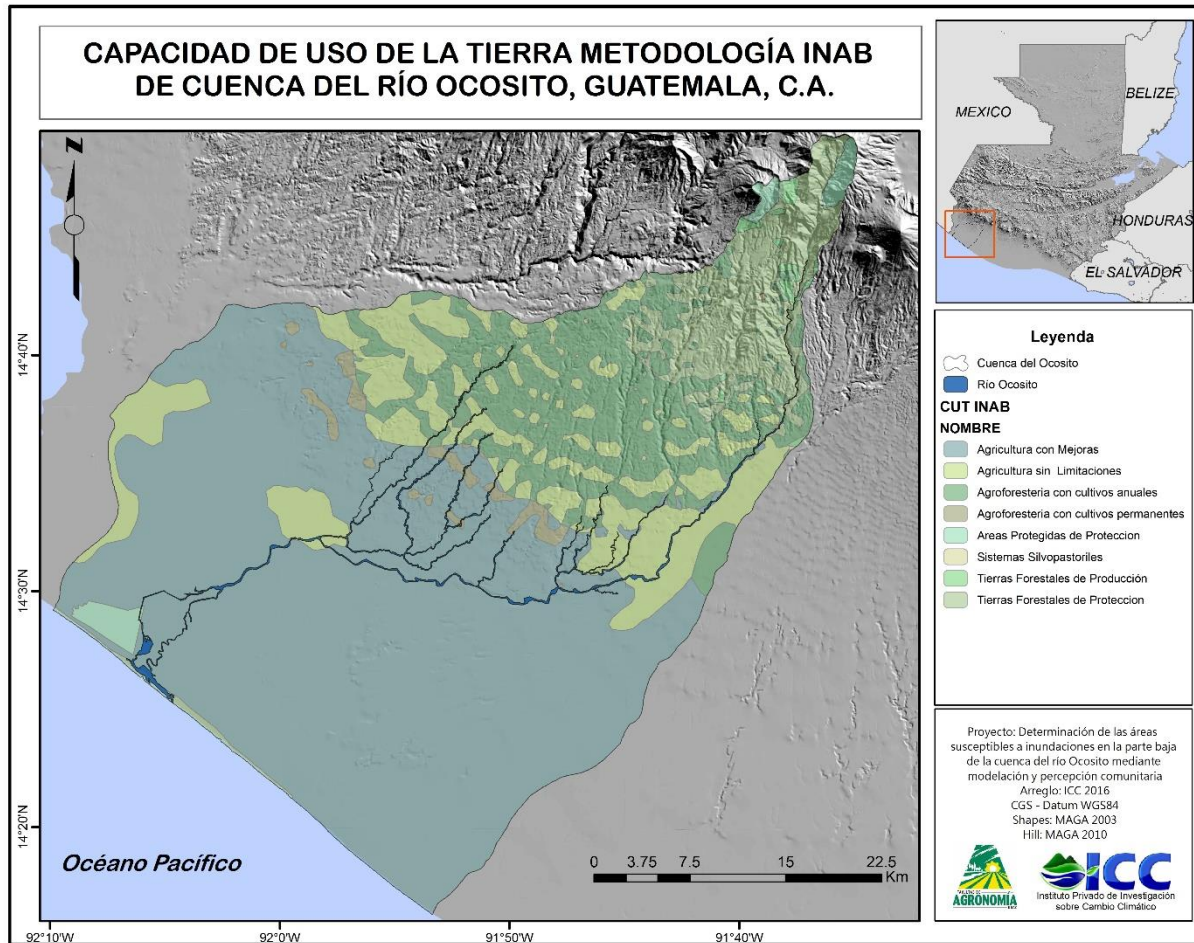 CAPACIDAD DE USO DE LA TIERRA METODOLOGÍA INAB
DE CUENCA DEL RÍO OCOSITO, GUATEMALA, C.A.
MEXICO
BELIZE
HONDURAS
EL SALVADOR
Z
14°40'N
14°30'N
14°20'N
Océano Pacífico
0 3.75 7.5 15 22.5
Km
92°10'W 92°0'W 91°50'W 91°40'W
Leyenda
Cuenca del Ocosito
Río Ocosito
CUT INAB
NOMBRE
Agricultura con Mejoras
Agricultura sin Limitaciones
Agroforesteria con cultivos anuales
Agroforesteria con cultivos permanentes
Areas Protegidas de Proteccion
Sistemas Silvopastoriles
Tierras Forestales de Producción
Tierras Forestales de Proteccion
Proyecto: Determinación de las áreas
susceptibles a inundaciones en la parte baja
de la cuenca del río Ocosito mediante
modelación y percepción comunitaria
Arreglo: ICC 2016
CGS - Datum WGS84
Shapes: MAGA 2003
Hill: MAGA 2010
FACULTAD DE
AGRONOMÍA
ICC
Instituto Privado de Investigación
sobre Cambio Climático